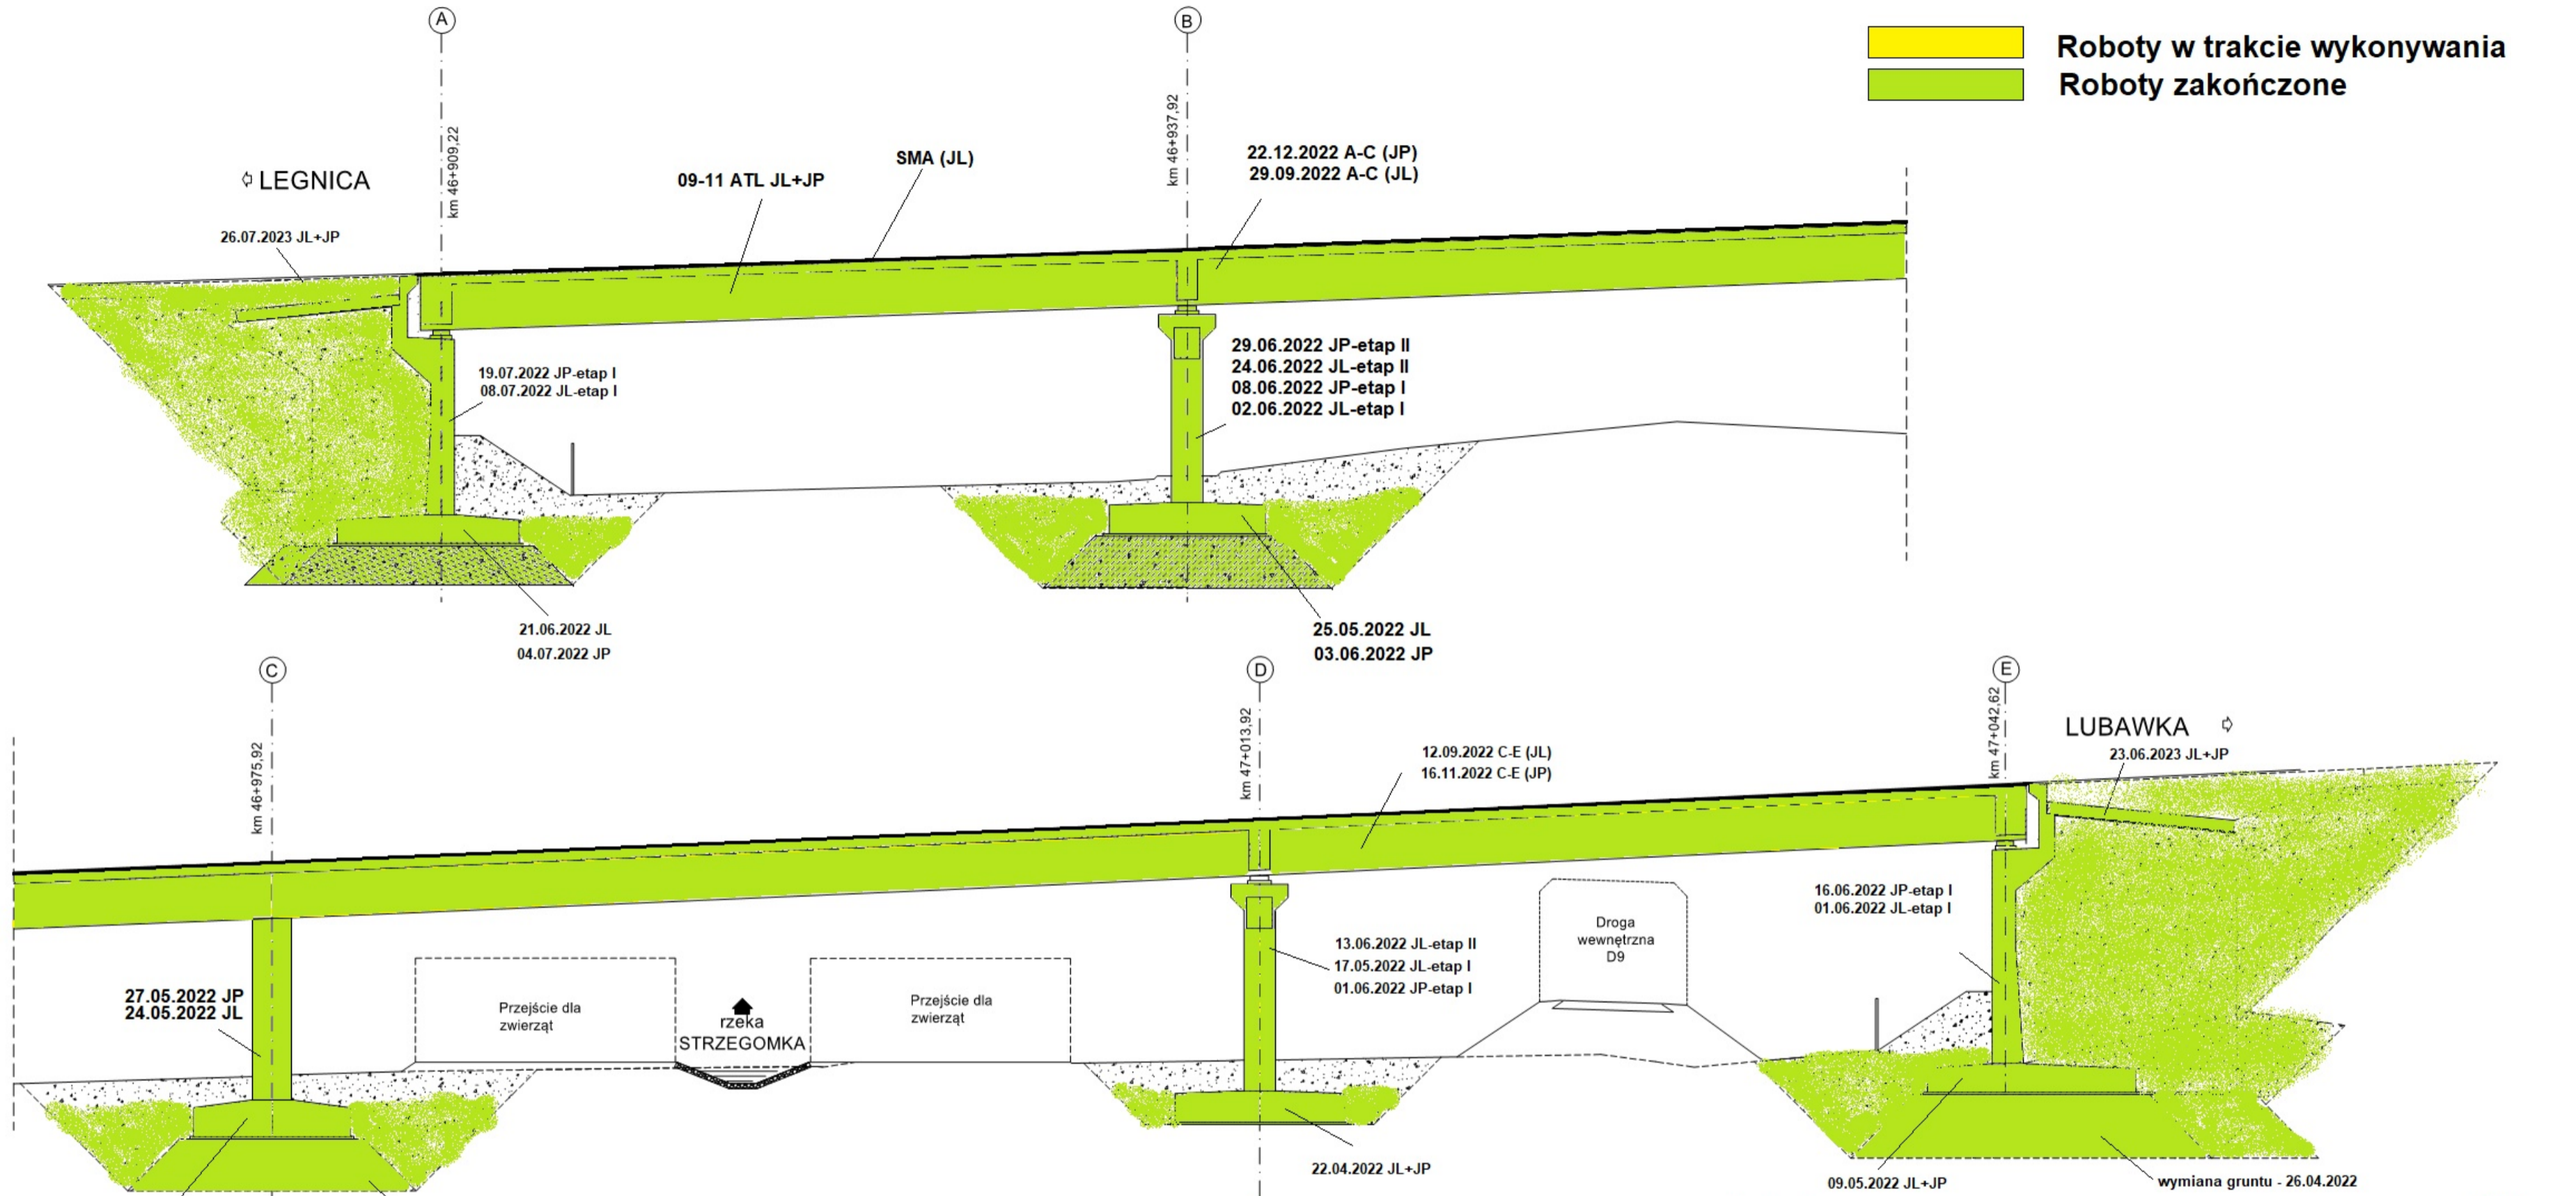 A
B
Roboty w trakcie wykonywania
Roboty zakończone
km 46+909,22
km 46+937,92
LEGNICA
09-11 ATL JL+JP
SMA (JL)
22.12.2022 A-C (JP)
29.09.2022 A-C (JL)
26.07.2023 JL+JP
19.07.2022 JP-etap I
08.07.2022 JL-etap I
29.06.2022 JP-etap II
24.06.2022 JL-etap II
08.06.2022 JP-etap I
02.06.2022 JL-etap I
21.06.2022 JL
04.07.2022 JP
25.05.2022 JL
03.06.2022 JP
C
D
E
km 46+975,92
km 47+013,92
km 47+042,62
LUBAWKA
23.06.2023 JL+JP
12.09.2022 C-E (JL)
16.11.2022 C-E (JP)
16.06.2022 JP-etap I
01.06.2022 JL-etap I
Droga
wewnętrzna
D9
13.06.2022 JL-etap II
17.05.2022 JL-etap I
01.06.2022 JP-etap I
27.05.2022 JP
24.05.2022 JL
Przejście dla
zwierząt
rzeka
STRZEGOMKA
Przejście dla
zwierząt
22.04.2022 JL+JP
09.05.2022 JL+JP
wymiana gruntu - 26.04.2022